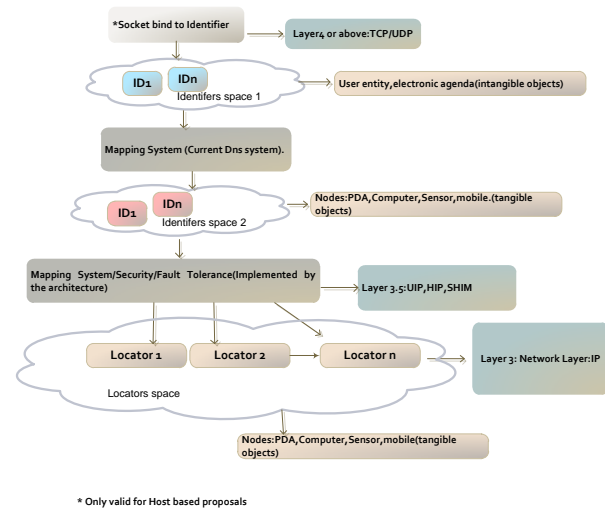 *Socket bind to Identifier
Layer4 or above:TCP/UDP
ID1
IDn
Identifers space 1
User entity,electronic agenda(intangible objects)
Mapping System (Current Dns system).
ID1
IDn
Identifers space 2
Nodes:PDA,Computer,Sensor,mobile.(tangible
objects)
Mapping System/Security/Fault Tolerance(Implemented by
the architecture)
Layer 3.5:UIP,HIP,SHIM
Locator 1
Locator 2
Locator n
Layer 3: Network Layer:IP
Locators space
Nodes:PDA,Computer,Sensor,mobile(tangible
objects)
* Only valid for Host based proposals